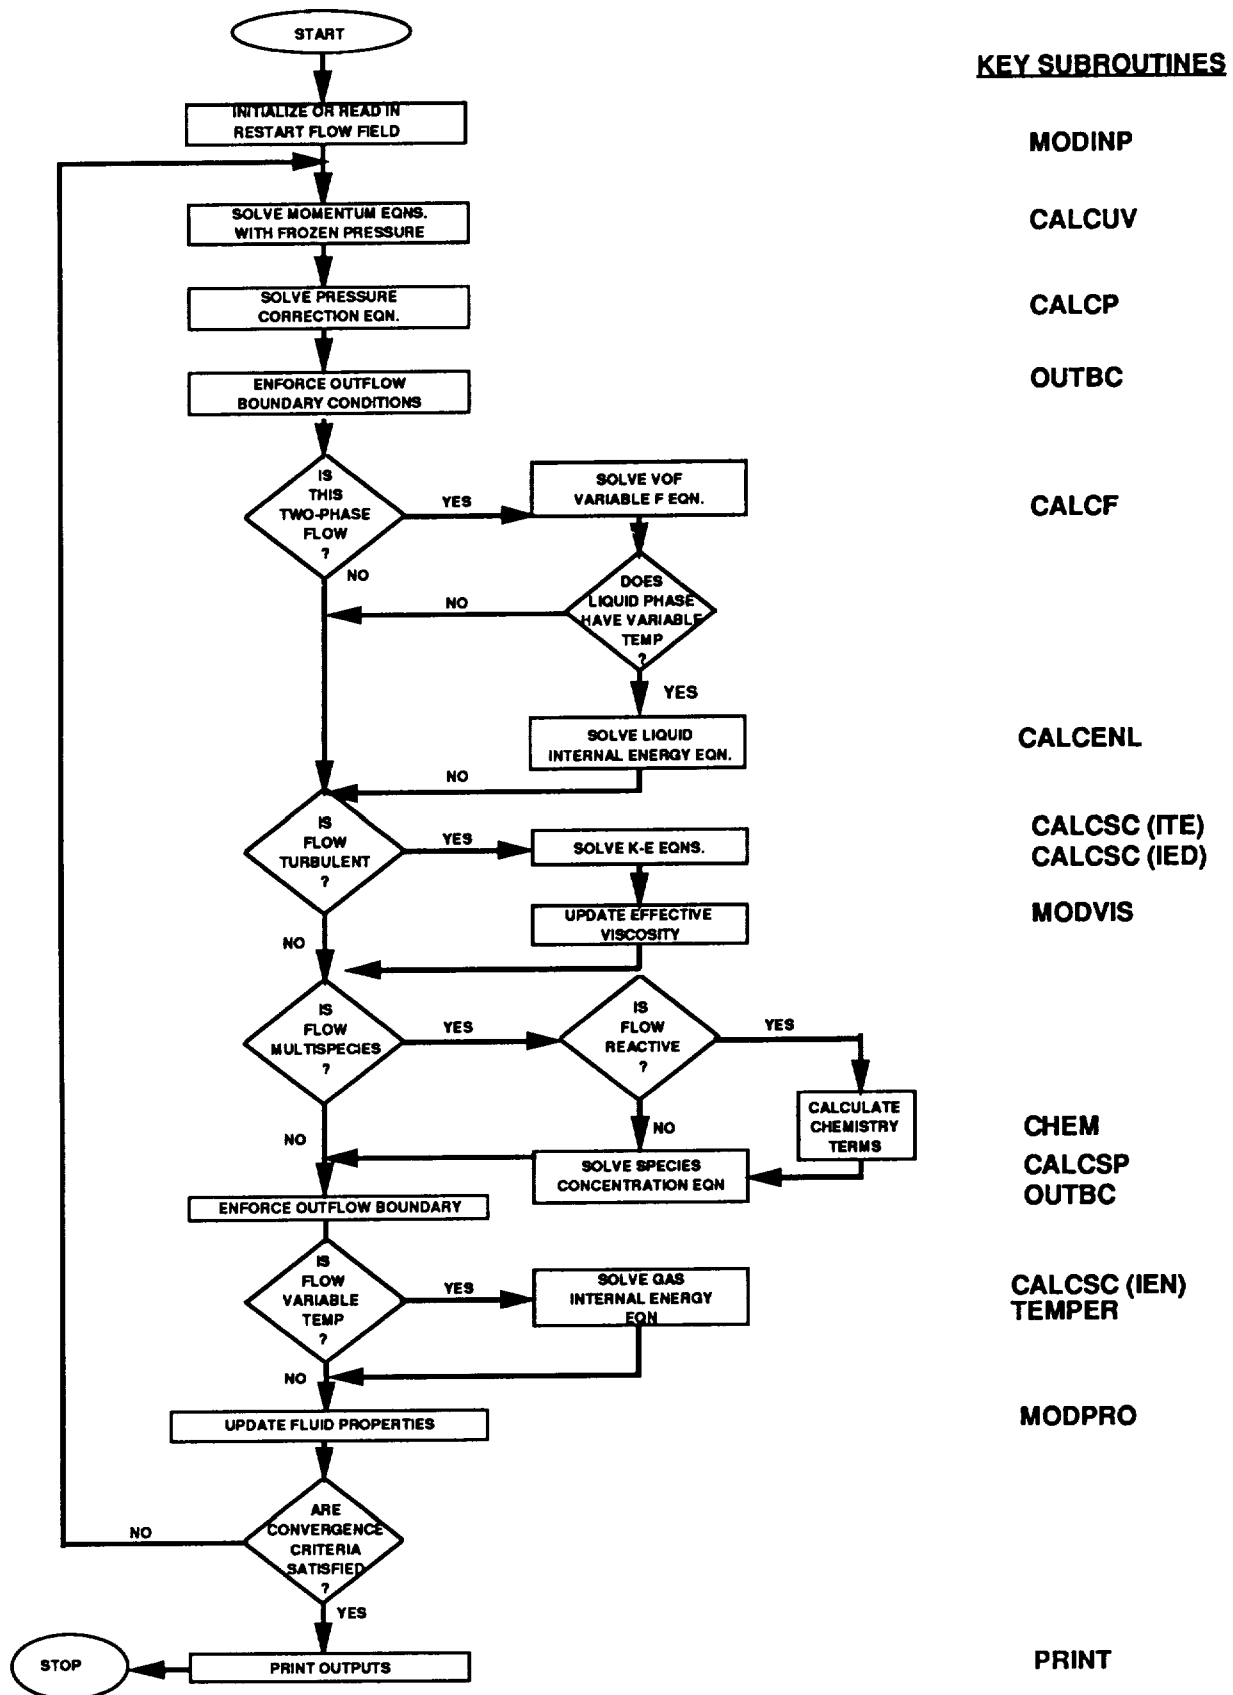 START
KEY SUBROUTINES
INITIALIZE OR READ IN
RESTART FLOW FIELD
MODINP
SOLVE MOMENTUM EQNS.
WITH FROZEN PRESSURE
CALCUV
SOLVE PRESSURE
CORRECTION EQN.
CALCP
ENFORCE OUTFLOW
BOUNDARY CONDITIONS
OUTBC
IS
THIS
TWO-PHASE
FLOW
?
YES
SOLVE VOF
VARIABLE F EQN.
CALCF
NO
DOES
LIQUID PHASE
HAVE VARIABLE
TEMP
?
NO
YES
SOLVE LIQUID
INTERNAL ENERGY EQN.
CALCENL
NO
IS
FLOW
TURBULENT
?
YES
SOLVE K-E EQNS.
CALCSC (ITE)
CALCSC (IED)
UPDATE EFFECTIVE
VISCOSITY
MODVIS
NO
IS
FLOW
MULTISPECIES
?
YES
IS
FLOW
REACTIVE
?
YES
CALCULATE
CHEMISTRY
TERMS
CHEM
NO
NO
SOLVE SPECIES
CONCENTRATION EQN
CALCSP
OUTBC
ENFORCE OUTFLOW BOUNDARY
IS
FLOW
VARIABLE
TEMP
?
YES
SOLVE GAS
INTERNAL ENERGY
EQN
CALCSC (IEN)
TEMPER
NO
UPDATE FLUID PROPERTIES
MODPRO
ARE
CONVERGENCE
CRITERIA
SATISFIED
?
NO
YES
STOP
PRINT OUTPUTS
PRINT